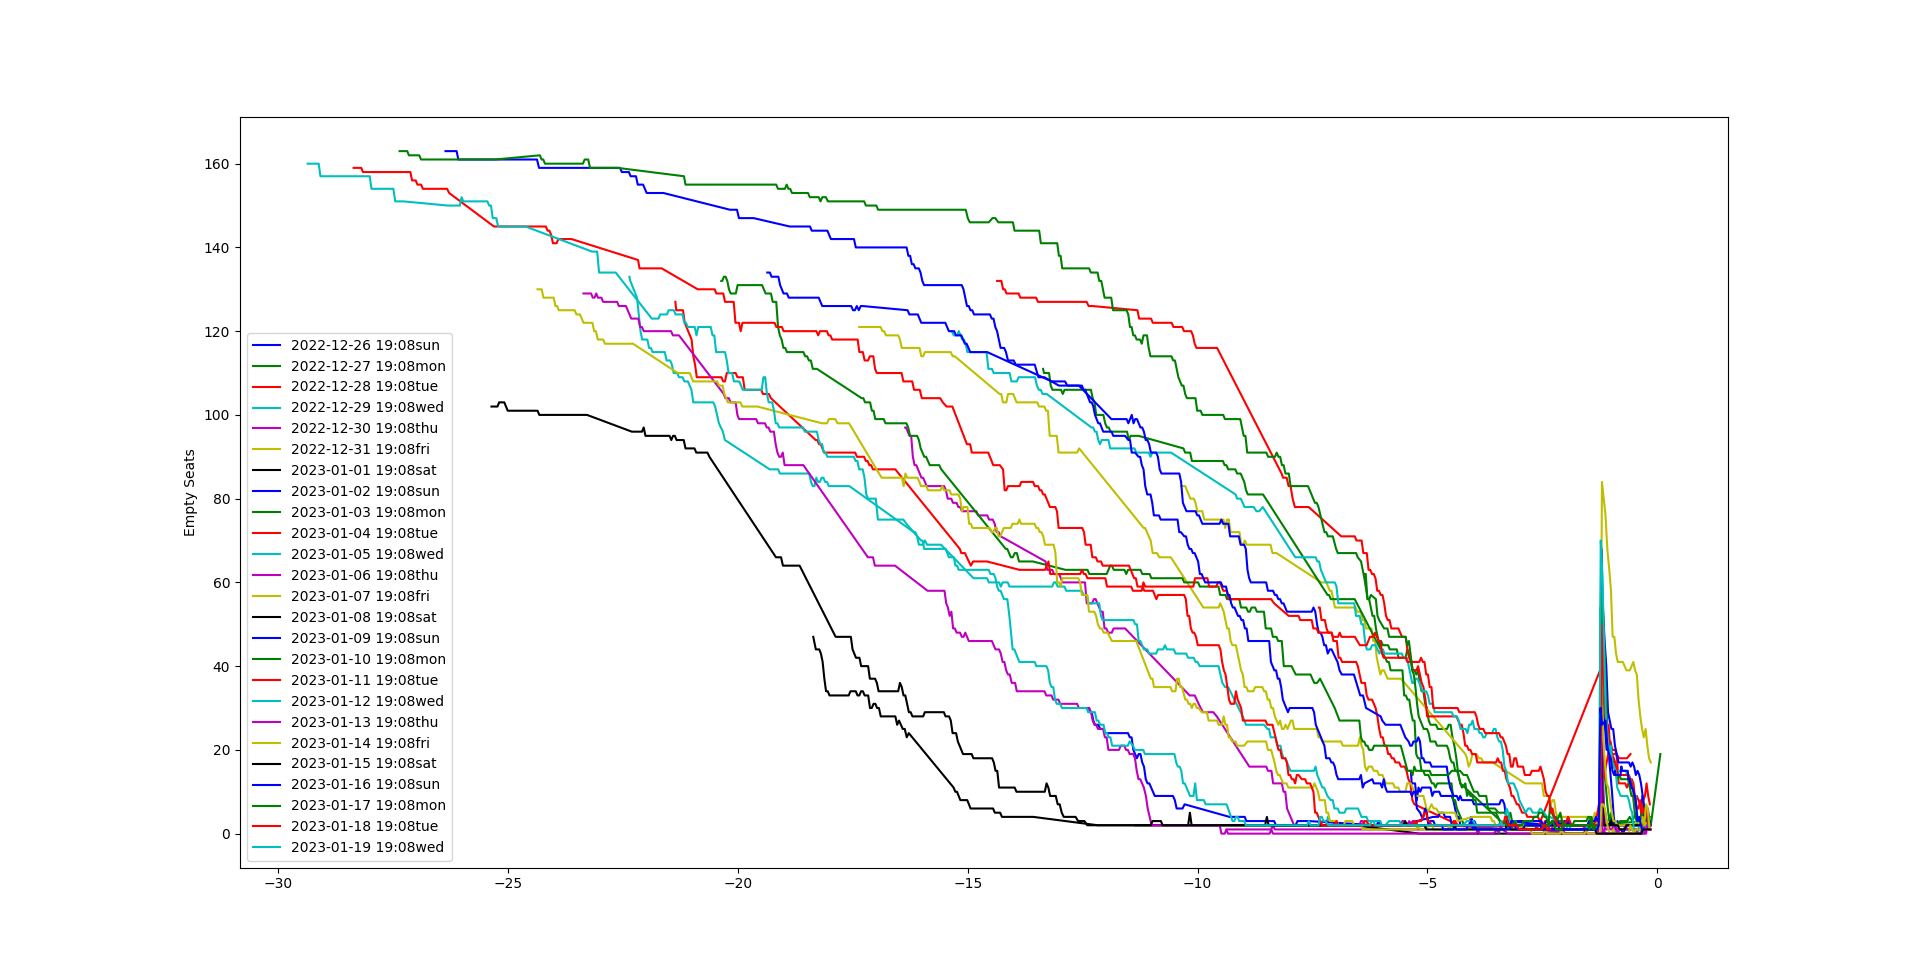 160
140
120
100
80
60
40
20
0
Empty Seats
2022-12-26 19:08sun
2022-12-27 19:08mon
2022-12-28 19:08tue
2022-12-29 19:08wed
2022-12-30 19:08thu
2022-12-31 19:08fri
2023-01-01 19:08sat
2023-01-02 19:08sun
2023-01-03 19:08mon
2023-01-04 19:08tue
2023-01-05 19:08wed
2023-01-06 19:08thu
2023-01-07 19:08fri
2023-01-08 19:08sat
2023-01-09 19:08sun
2023-01-10 19:08mon
2023-01-11 19:08tue
2023-01-12 19:08wed
2023-01-13 19:08thu
2023-01-14 19:08fri
2023-01-15 19:08sat
2023-01-16 19:08sun
2023-01-17 19:08mon
2023-01-18 19:08tue
2023-01-19 19:08wed
−30 −25 −20 −15 −10 −5 0